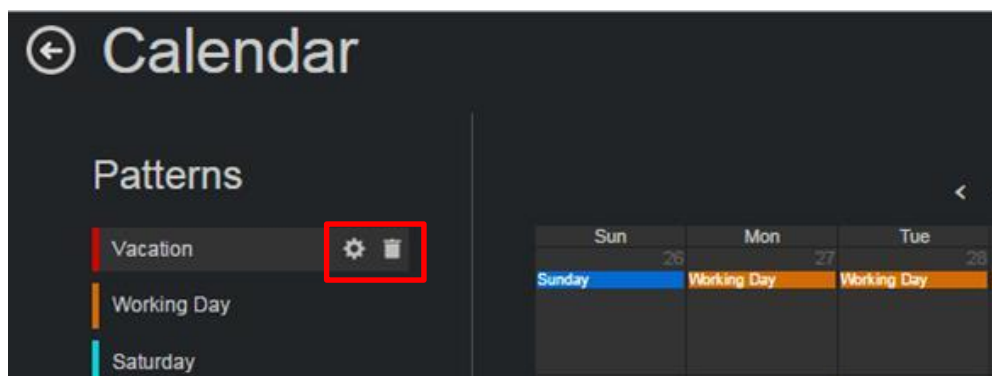 Calendar
Patterns
Vacation
Working Day
Saturday
<
Sun Mon Tue
26 27 28
Sunday Working Day Working Day